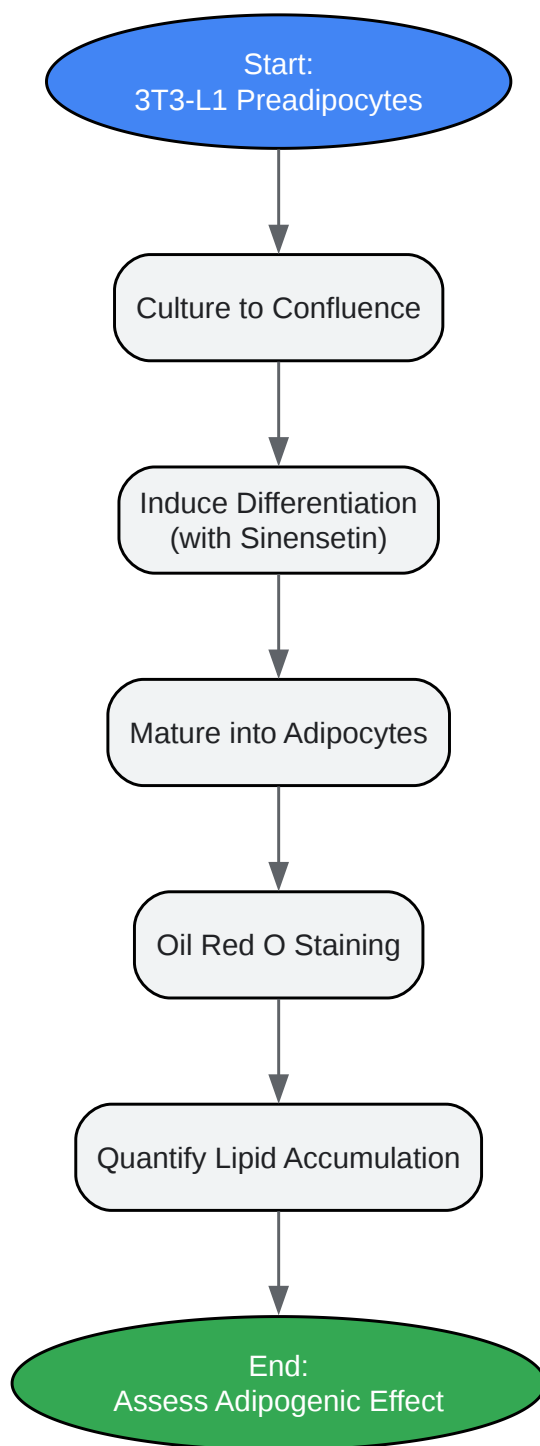 Start:
3T3-L1 Preadipocytes
Culture to Confluence
Induce Differentiation
(with Sinensetin)
Mature into Adipocytes
Oil Red O Staining
Quantify Lipid Accumulation
End:
Assess Adipogenic Effect